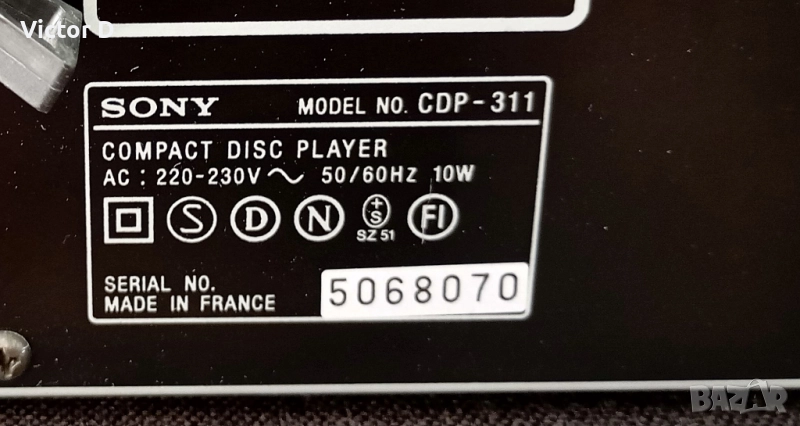 Victor D
SONY MODEL NO. CDP-311
COMPACT DISC PLAYER
AC : 220-230V ~ 50/60HZ 10W
S D N +S FI
SZ 51
SERIAL NO. 5068070
MADE IN FRANCE
BAZAR